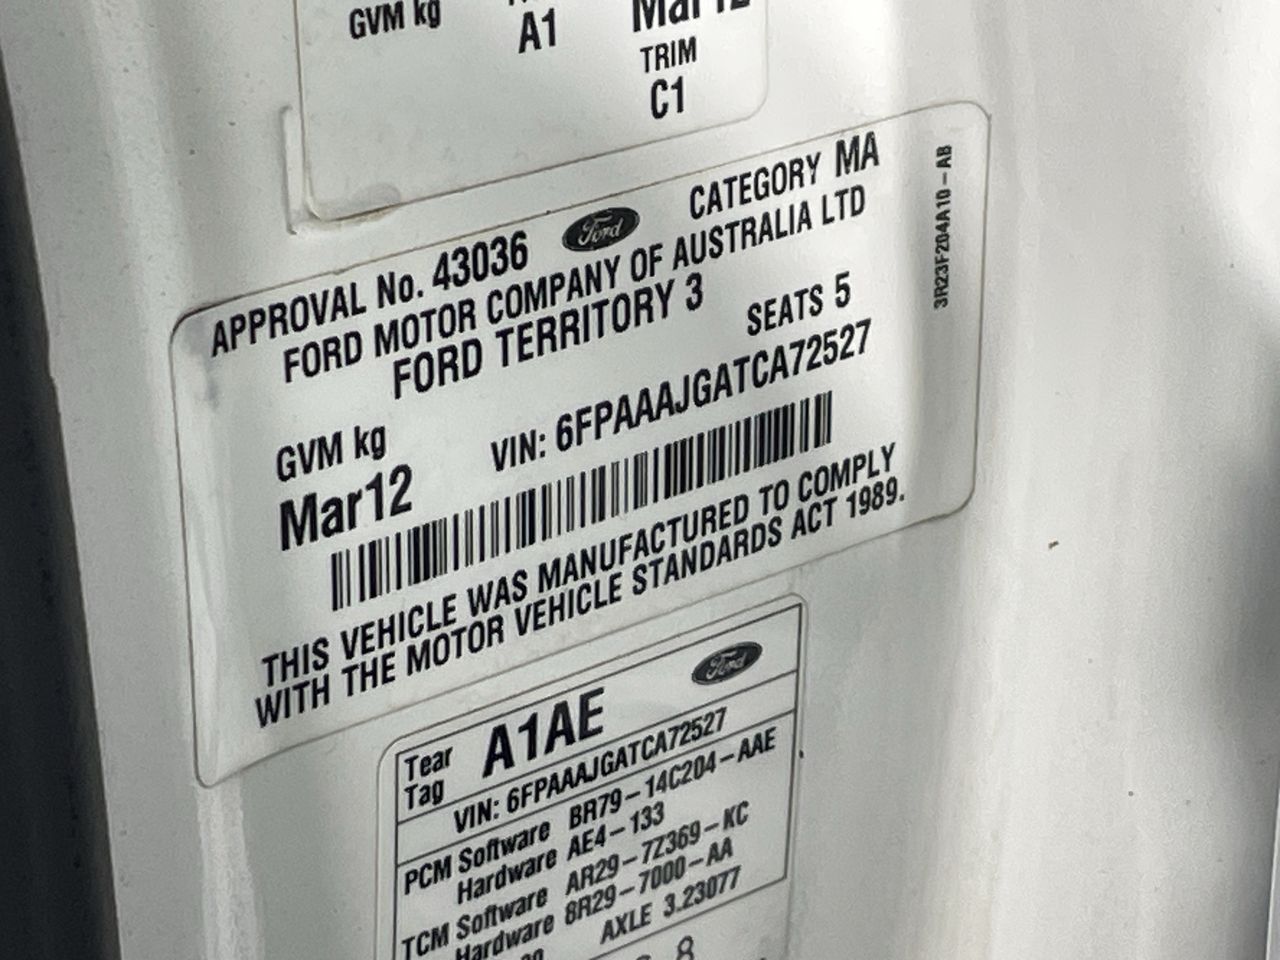 GVM kg
A1
Mar12
TRIM
C1
APPROVAL No. 43036 Ford CATEGORY MA
FORD MOTOR COMPANY OF AUSTRALIA LTD
FORD TERRITORY 3
SEATS 5
GVM kg
VIN: 6FPAAAJGATCA72527
Mar12
THIS VEHICLE WAS MANUFACTURED TO COMPLY
WITH THE MOTOR VEHICLE STANDARDS ACT 1989.
3R23F204A10-AB
Ford
Tear Tag A1AE
VIN: 6FPAAAJGATCA72527
PCM Software BR79-14C204-AAE
Hardware AE4-133
TCM Software AR29-7Z369-KC
Hardware 8R29-7000-AA
AXLE 3.23077